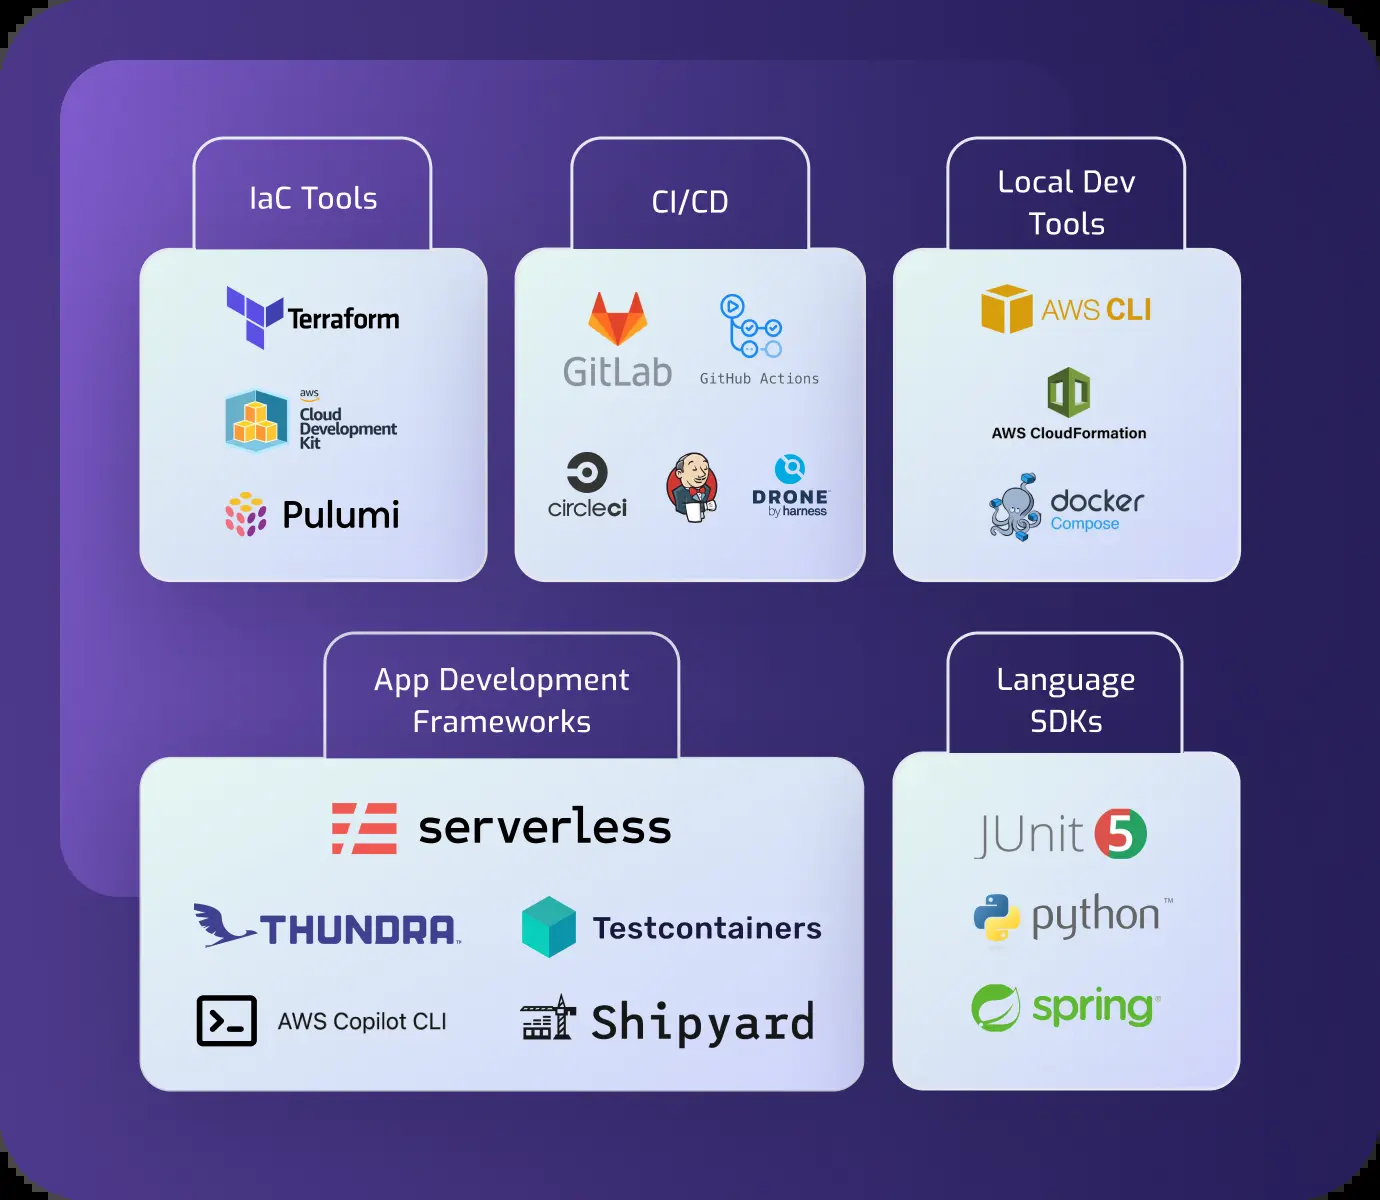 IaC Tools
Terraform
aws
Cloud
Development
Kit
Pulumi
CI/CD
GitLab
GitHub Actions
circleci
DRONE
by harness
Local Dev
Tools
AWS CLI
AWS CloudFormation
docker
Compose
App Development
Frameworks
serverless
THUNDRA™
Testcontainers
AWS Copilot CLI
Shipyard
Language
SDKs
JUnit 5
python™
spring®